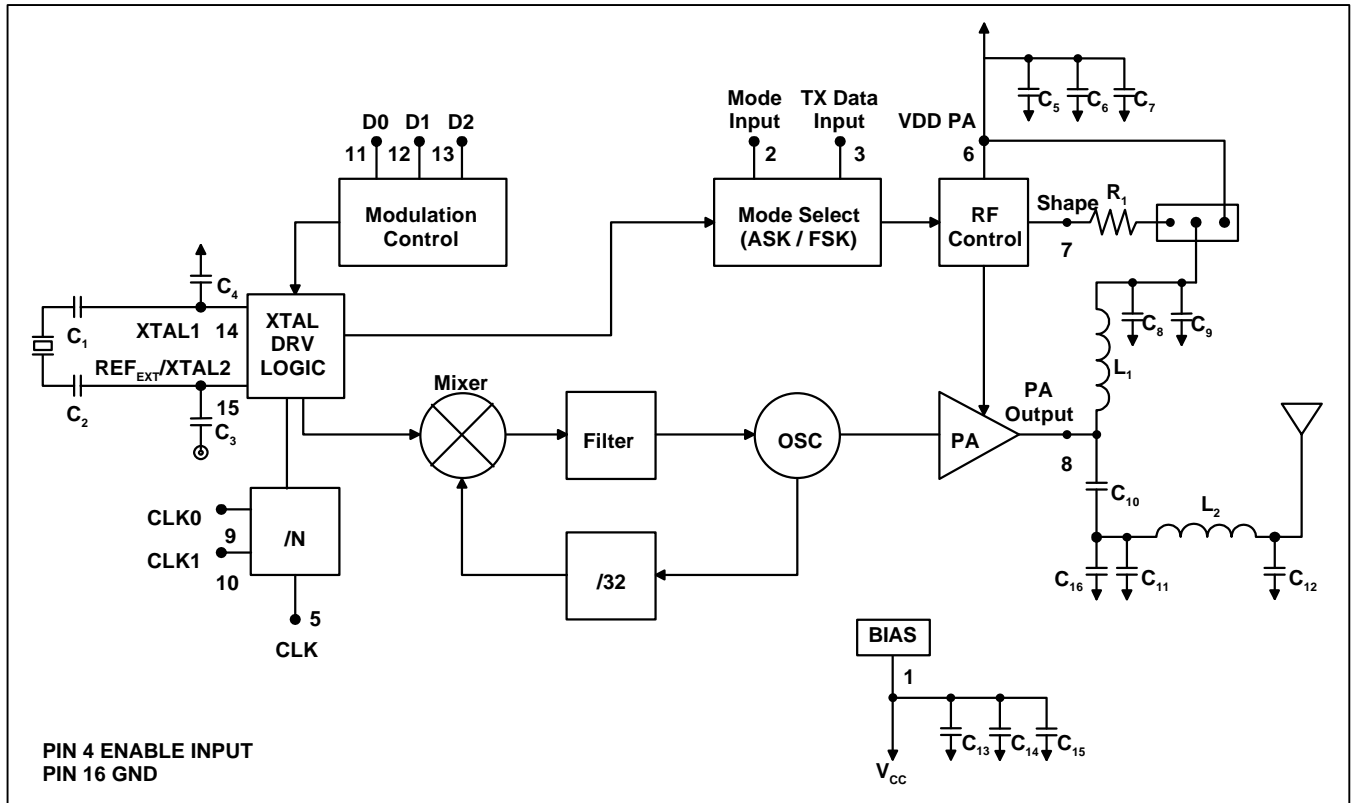 C5
C6
C7
Mode
Input
TX Data
Input
VDD PA
D0
D1
D2
11
12
13
2
3
6
Modulation
Control
Mode Select
(ASK / FSK)
RF
Control
Shape
7
R1
C4
C1
XTAL1
14
XTAL
DRV
LOGIC
REFEXT/XTAL2
C2
15
C3
C8
C9
L1
Mixer
Filter
OSC
PA
PA
Output
8
C10
L2
CLK0
9
CLK1
10
/N
/32
C16
C11
C12
5
CLK
BIAS
1
C13
C14
C15
VCC
PIN 4 ENABLE INPUT
PIN 16 GND